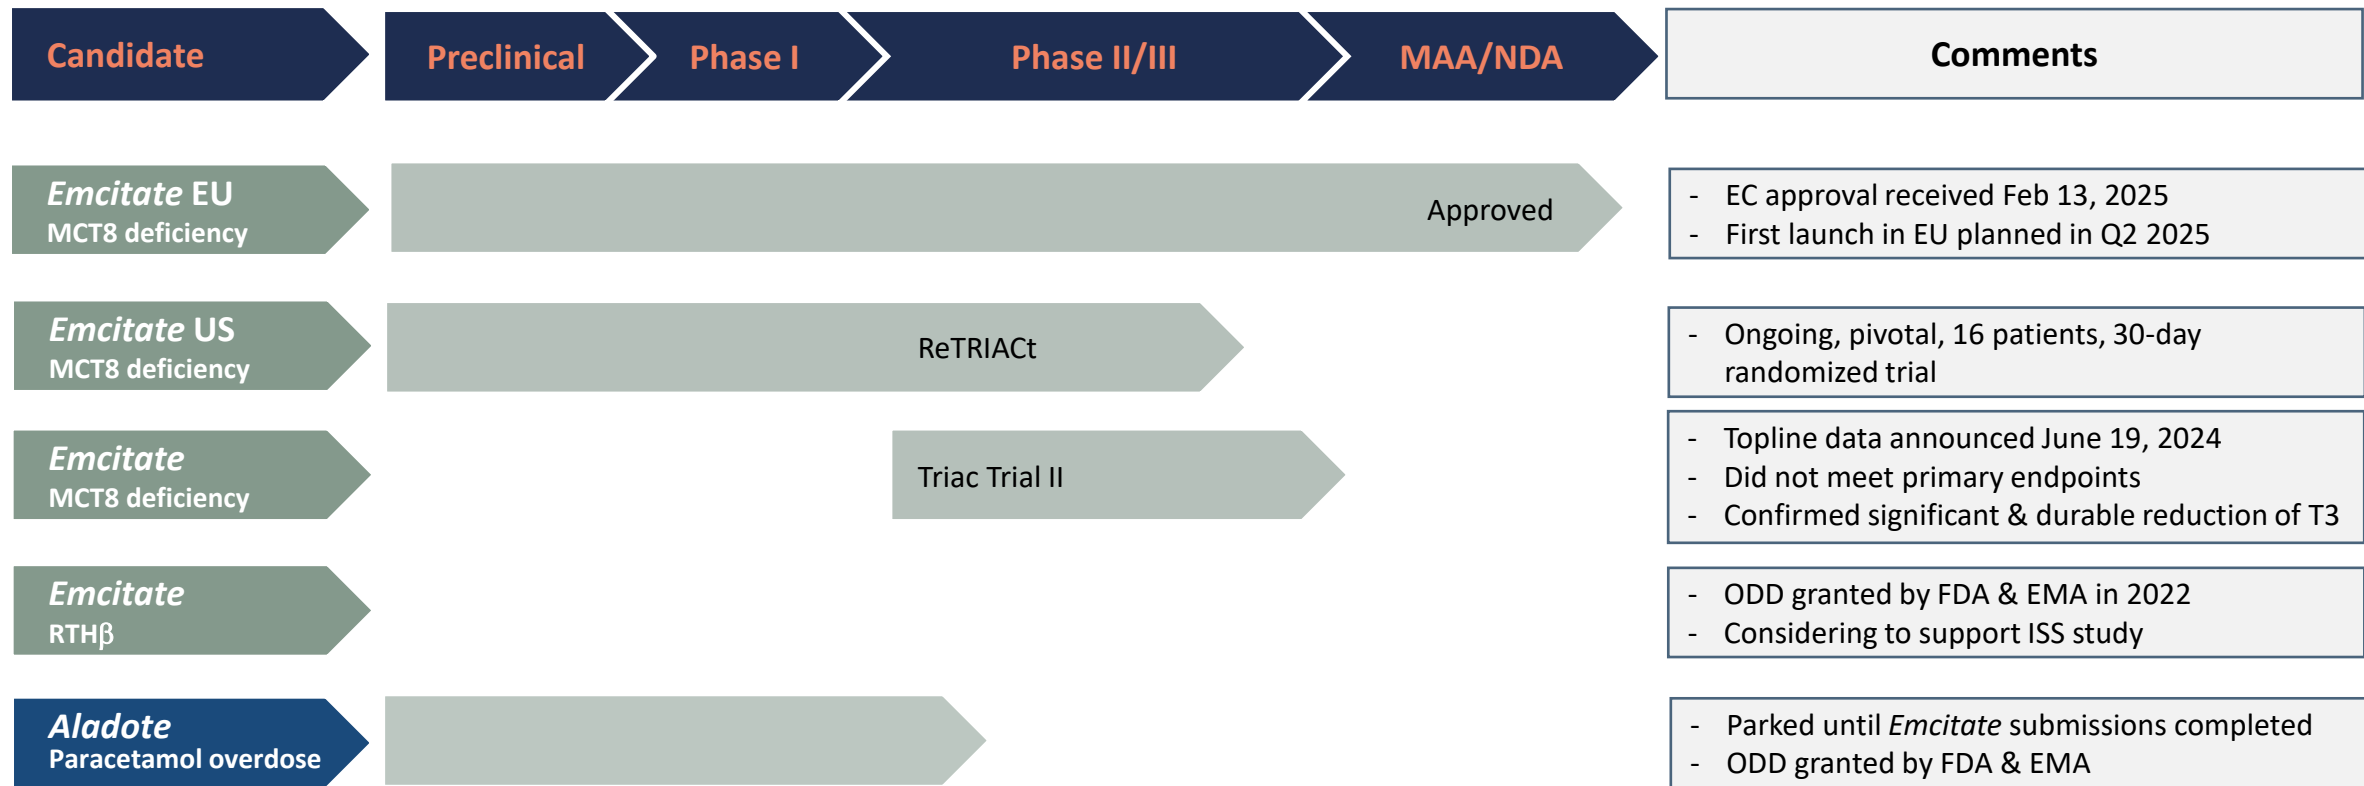 Candidate
Preclinical
Phase I
Phase II/III
MAA/NDA
Comments
Emcitate EU
MCT8 deficiency
Approved
- EC approval received Feb 13, 2025
- First launch in EU planned in Q2 2025
Emcitate US
MCT8 deficiency
ReTRIACt
- Ongoing, pivotal, 16 patients, 30-day
randomized trial
Emcitate
MCT8 deficiency
Triac Trial II
- Topline data announced June 19, 2024
- Did not meet primary endpoints
- Confirmed significant & durable reduction of T3
Emcitate
RTHβ
- ODD granted by FDA & EMA in 2022
- Considering to support ISS study
Aladote
Paracetamol overdose
- Parked until Emcitate submissions completed
- ODD granted by FDA & EMA